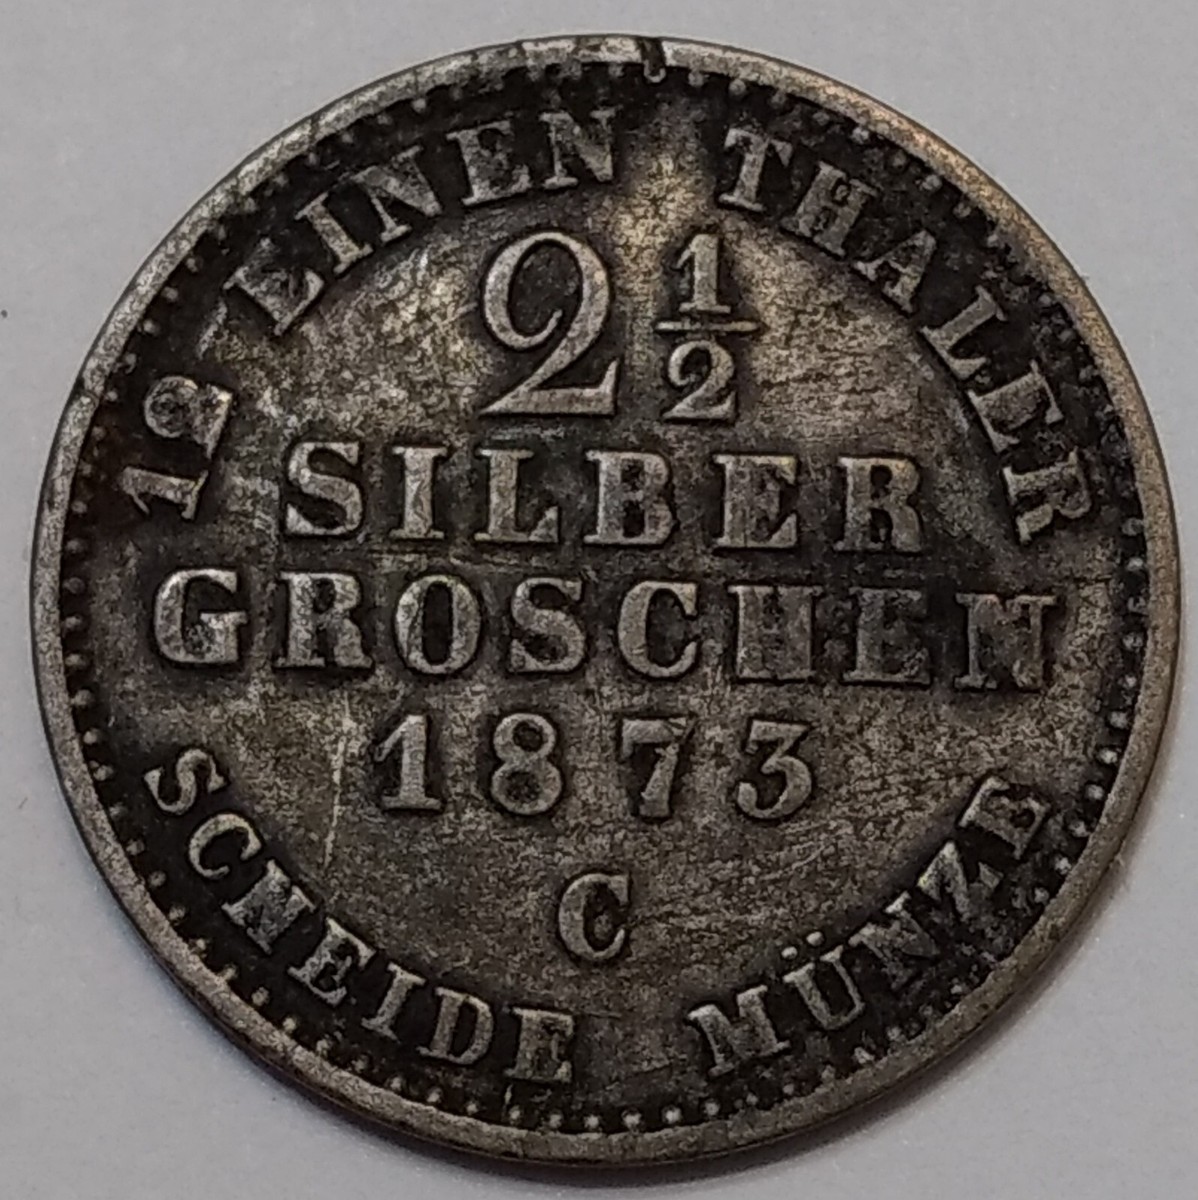 12 EINEN THALER
2 1/2
SILBER
GROSCHEN
1873
C
SCHEIDE MÜNZE